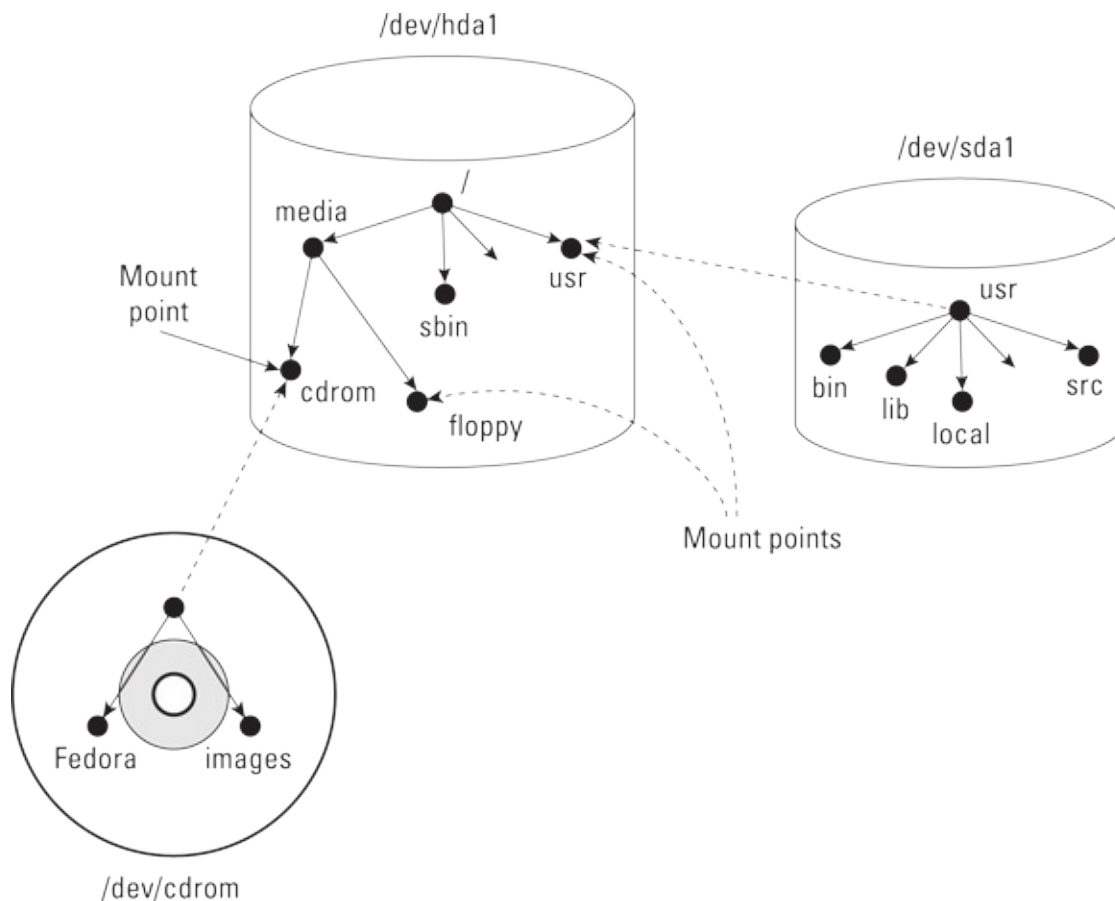 /dev/hda1
/dev/sda1
/
media
usr
Mount
point
sbin
cdrom
floppy
usr
bin
lib
local
src
Mount points
Fedora
images
/dev/cdrom